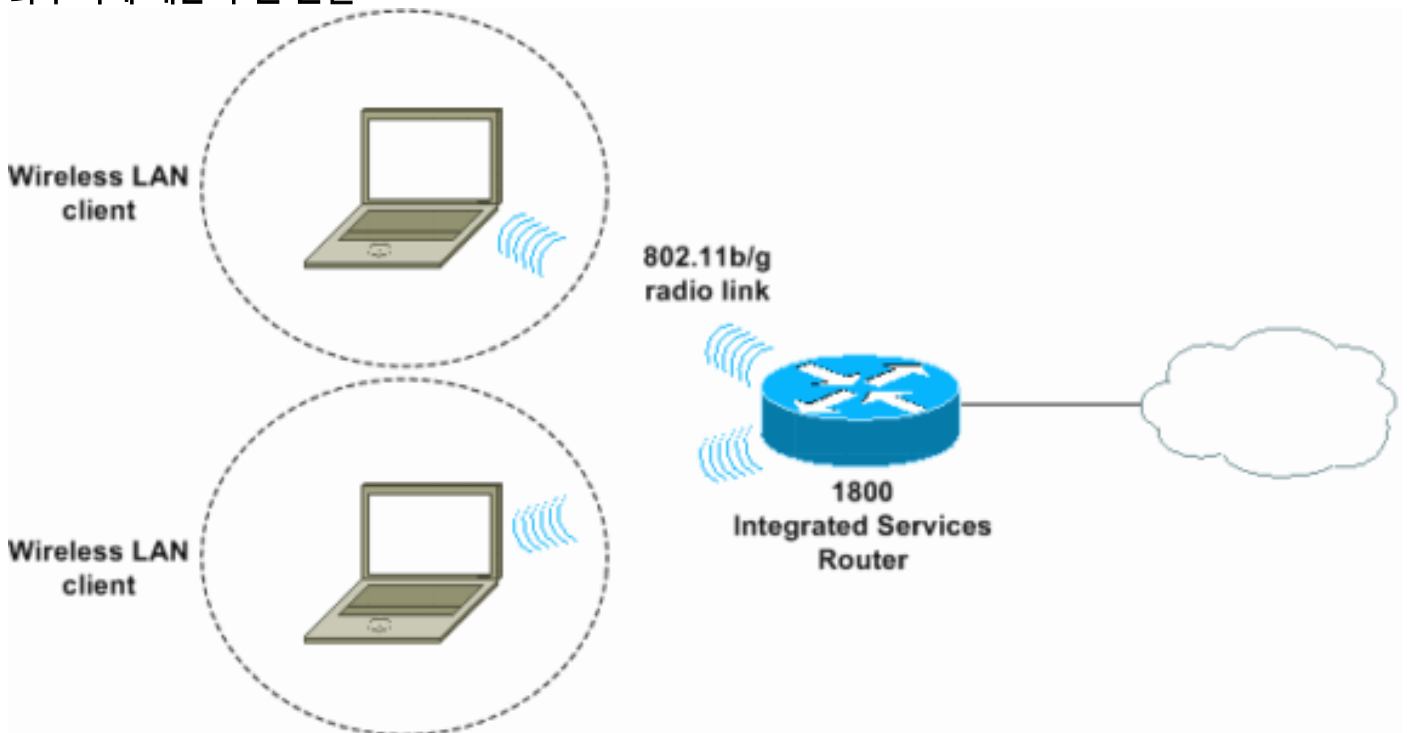 Wireless LAN
client
802.11b/g
radio link
1800
Integrated Services
Router
Wireless LAN
client